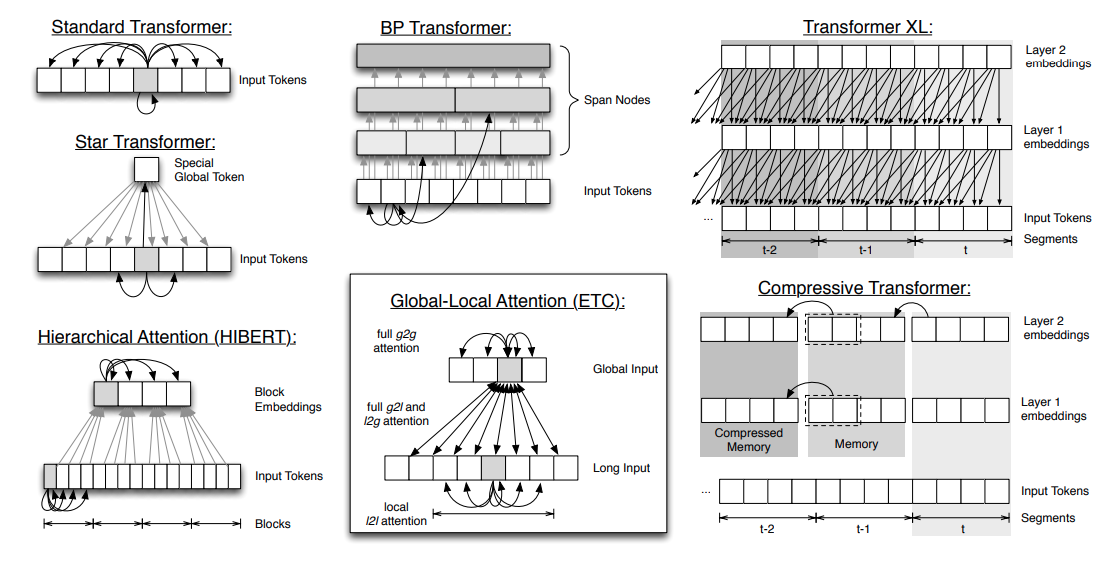 Standard Transformer:
Input Tokens
Star Transformer:
Special
Global Token
Input Tokens
Hierarchical Attention (HIBERT):
Block
Embeddings
Input Tokens
Blocks
BP Transformer:
Span Nodes
Input Tokens
Global-Local Attention (ETC):
full g2g
attention
Global Input
full g2l and
l2g attention
Long Input
local
l2l attention
Transformer XL:
Layer 2
embeddings
Layer 1
embeddings
...
Input Tokens
Segments
t-2
t-1
t
Compressive Transformer:
Layer 2
embeddings
Layer 1
embeddings
Compressed
Memory
Memory
...
Input Tokens
Segments
t-2
t-1
t